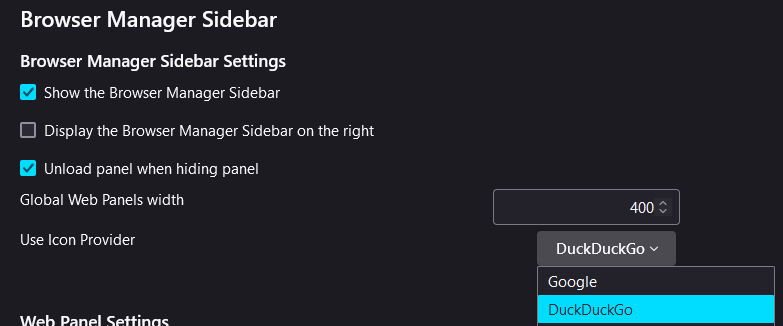 Browser Manager Sidebar
Browser Manager Sidebar Settings
Show the Browser Manager Sidebar
Display the Browser Manager Sidebar on the right
Unload panel when hiding panel
Global Web Panels width 400
Use Icon Provider DuckDuckGo
Google
DuckDuckGo
Web Panel Settings